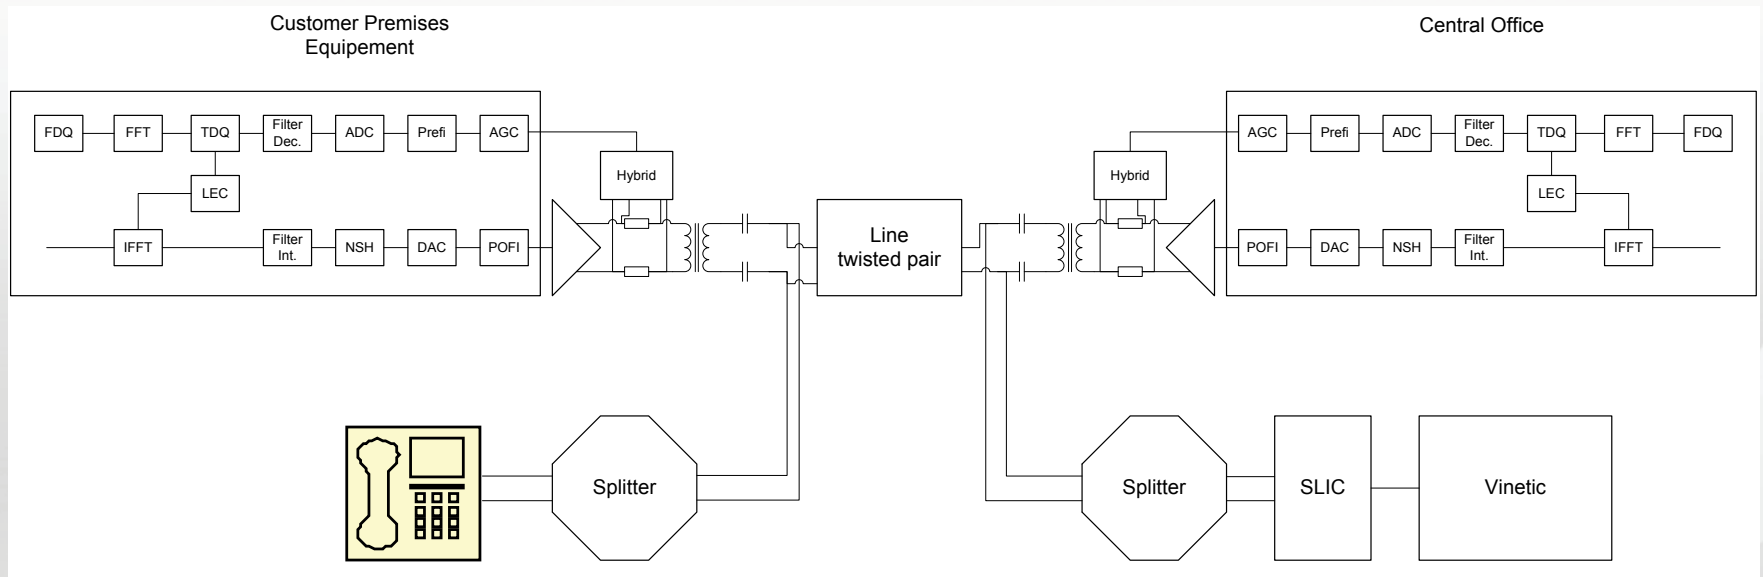 Customer Premises
Equipement
Central Office
FDQ
FFT
TDQ
Filter
Dec.
ADC
Prefi
AGC
AGC
Prefi
ADC
Filter
Dec.
TDQ
FFT
FDQ
Hybrid
Hybrid
LEC
LEC
Line
twisted pair
IFFT
Filter
Int.
NSH
DAC
POFI
POFI
DAC
NSH
Filter
Int.
IFFT
Splitter
Splitter
SLIC
Vinetic